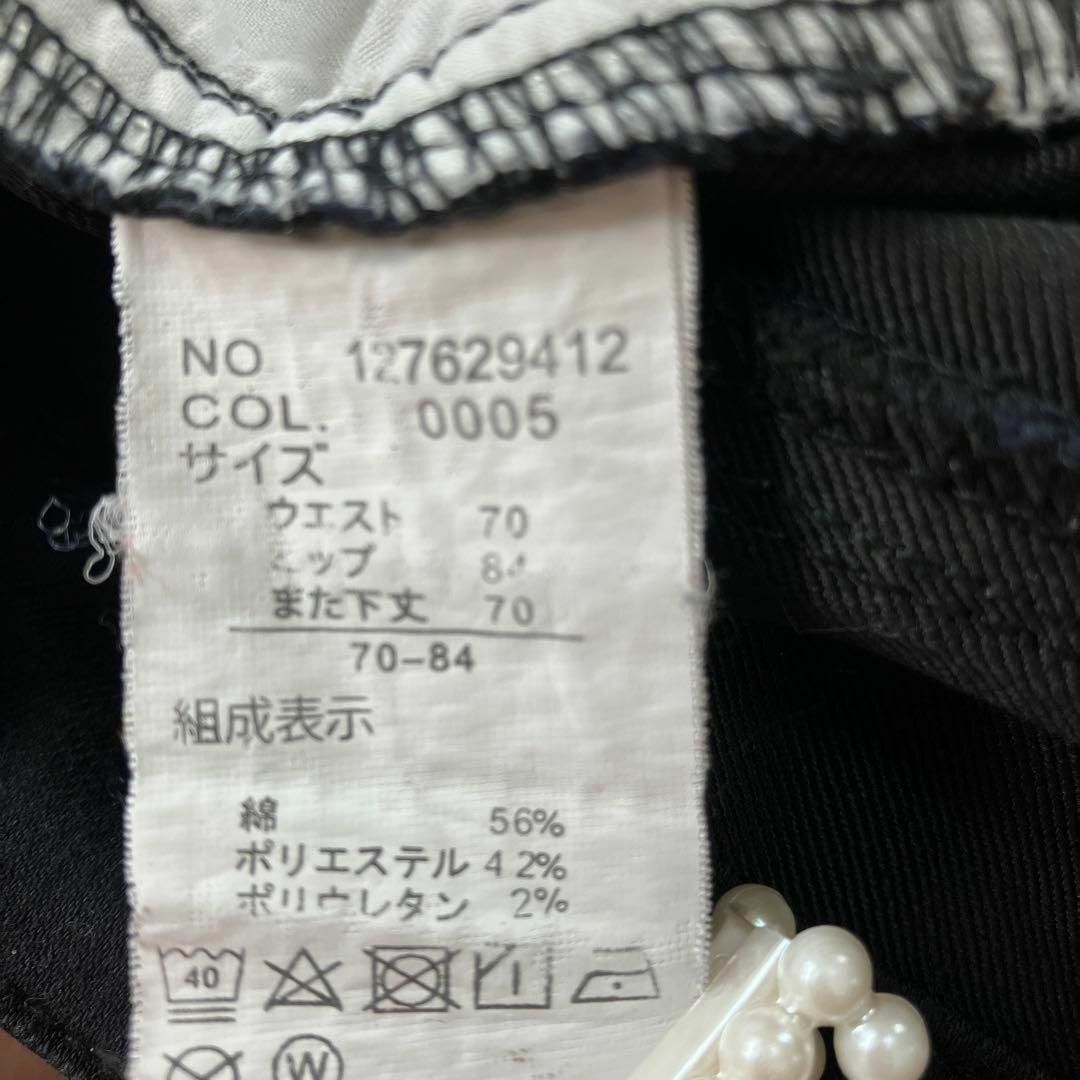 NO 127629412
COL. 0005
サイズ
ウエスト 70
ヒップ 84
また下丈 70
70-84
組成表示
綿 56%
ポリエステル 42%
ポリウレタン 2%
40
W